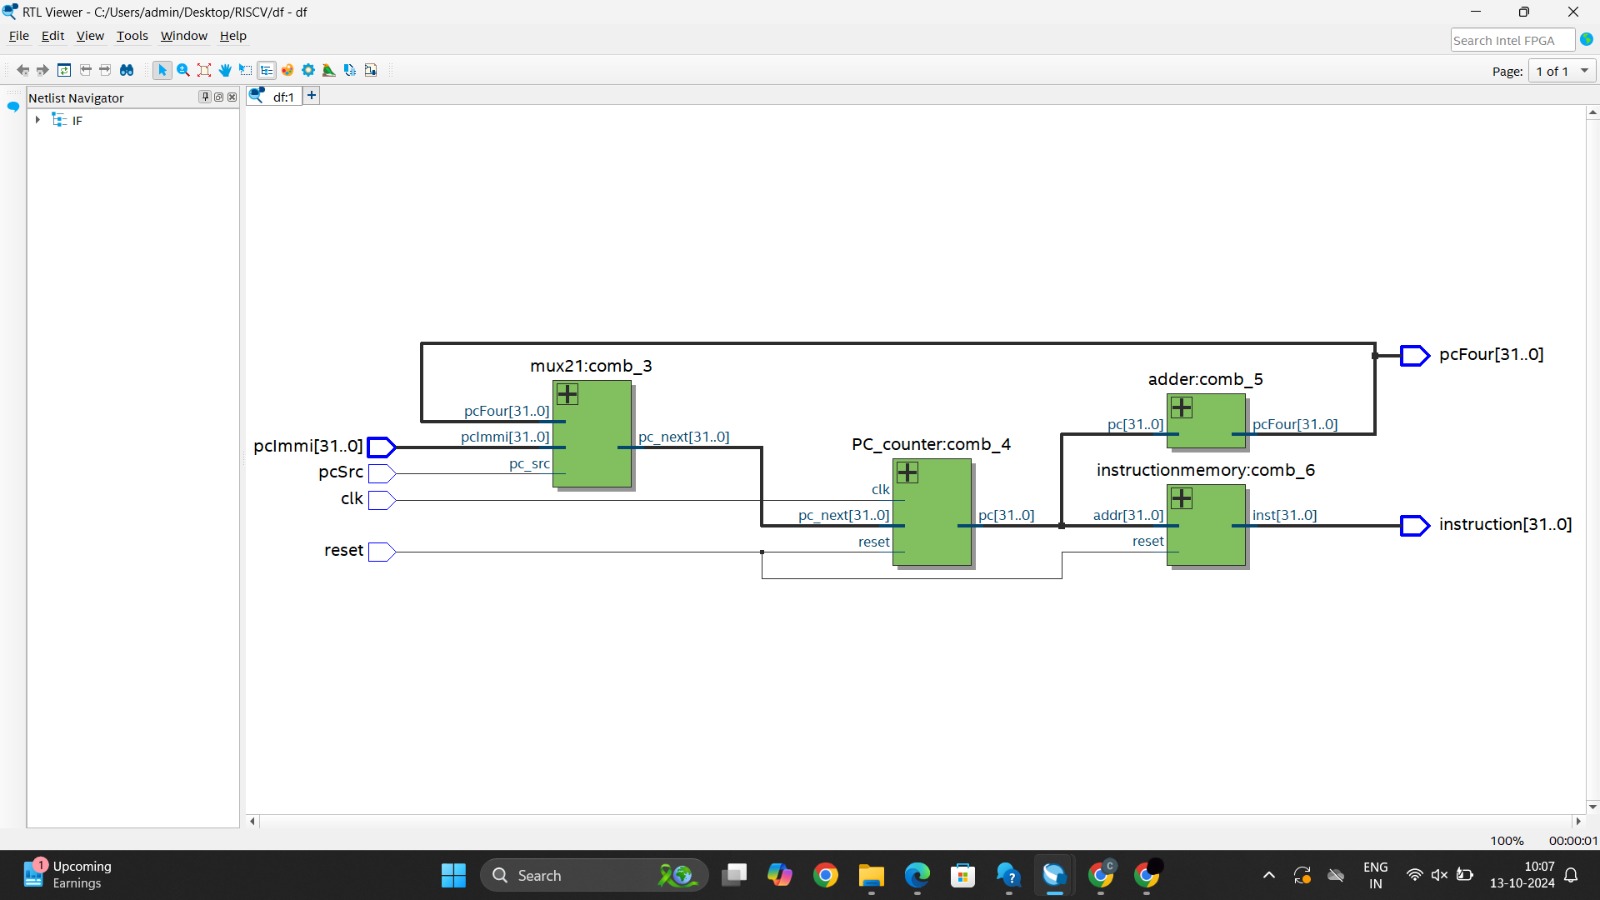 RTL Viewer - C:/Users/admin/Desktop/RISCV/df - df
File Edit View Tools Window Help
Search Intel FPGA
Page: 1 of 1
Netlist Navigator
df:1
IF
pcFour[31..0]
mux21:comb_3
adder:comb_5
pcFour[31..0]
pc[31..0]
pcFour[31..0]
pcImmi[31..0]
pcImmi[31..0]
pc_next[31..0]
PC_counter:comb_4
pcSrc
pc_src
instructionmemory:comb_6
clk
clk
pc_next[31..0]
pc[31..0]
addr[31..0]
inst[31..0]
instruction[31..0]
reset
reset
reset
100% 00:00:01
1
Upcoming
Earnings
Search
C
ENG
IN
10:07
13-10-2024